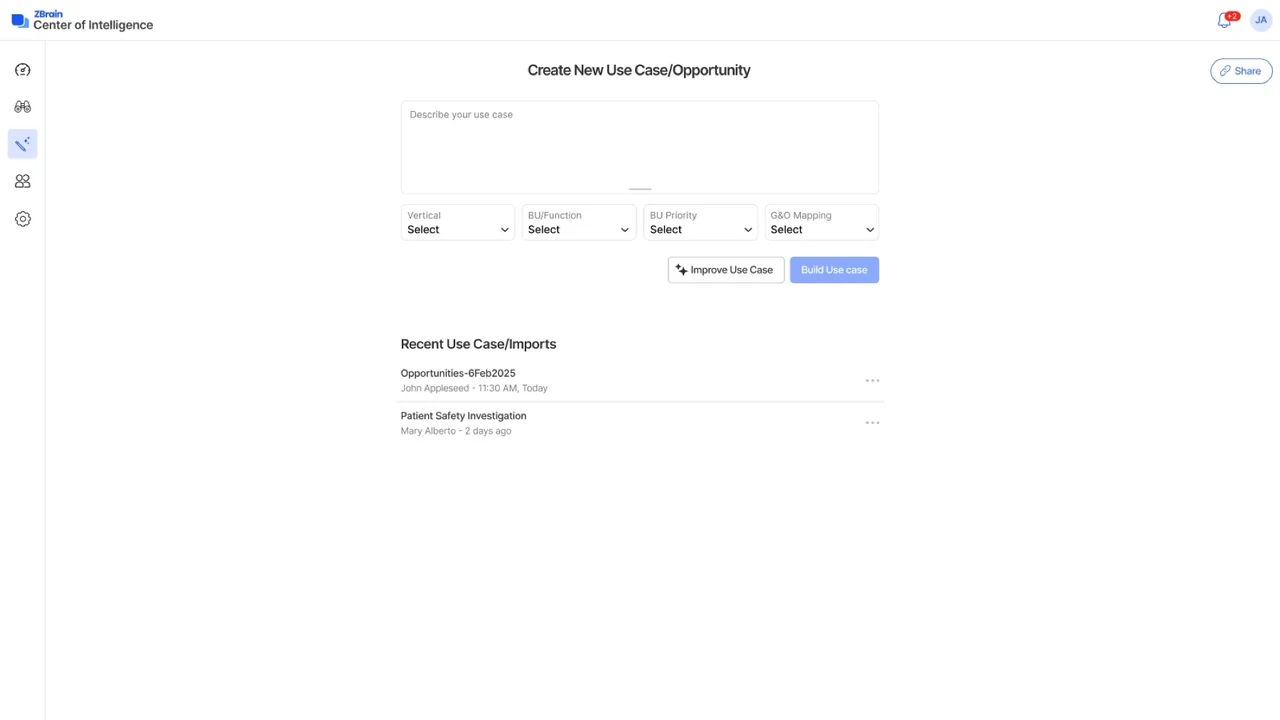 ZBrain
Center of Intelligence
+2
JA
Create New Use Case/Opportunity
Share
Describe your use case
Vertical
Select
BU/Function
Select
BU Priority
Select
G&O Mapping
Select
Improve Use Case
Build Use case
Recent Use Case/Imports
Opportunities-6Feb2025
John Appleseed - 11:30 AM, Today
Patient Safety Investigation
Mary Alberto - 2 days ago